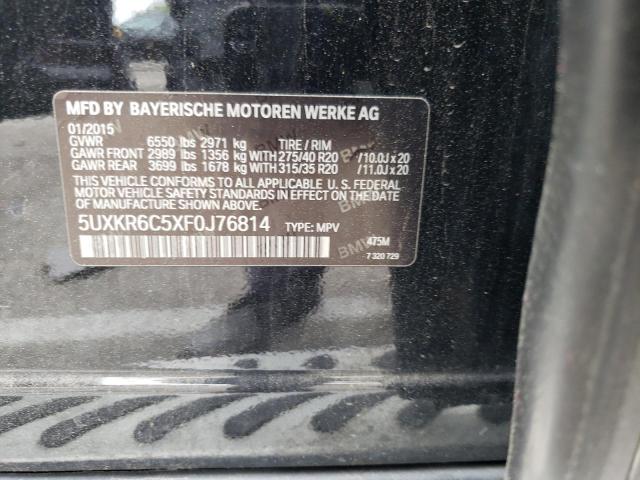 MFD BY BAYERISCHE MOTOREN WERKE AG
01/2015
GVWR 6550 lbs 2971 kg TIRE / RIM
GAWR FRONT 2989 lbs 1356 kg WITH 275/40 R20 /10.0J x 20
GAWR REAR 3699 lbs 1678 kg WITH 315/35 R20 /11.0J x 20
THIS VEHICLE CONFORMS TO ALL APPLICABLE U. S. FEDERAL
MOTOR VEHICLE SAFETY STANDARDS IN EFFECT ON THE
DATE OF MANUFACTURE SHOWN ABOVE.
5UXKR6C5XF0J76814 TYPE: MPV
475M
7 320 729